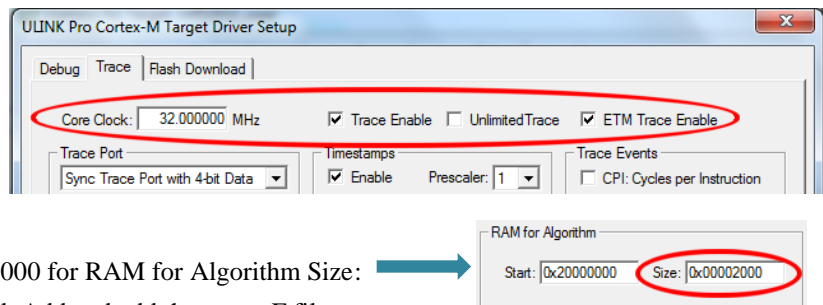 ULINK Pro Cortex-M Target Driver Setup
Debug Trace Flash Download
Core Clock: 32.000000 MHz Trace Enable UnlimitedTrace ETM Trace Enable
Trace Port Timestamps Trace Events
Sync Trace Port with 4-bit Data Enable Prescaler: 1 CPI: Cycles per Instruction
RAM for Algorithm
000 for RAM for Algorithm Size:
Start: 0x20000000 Size: 0x00002000